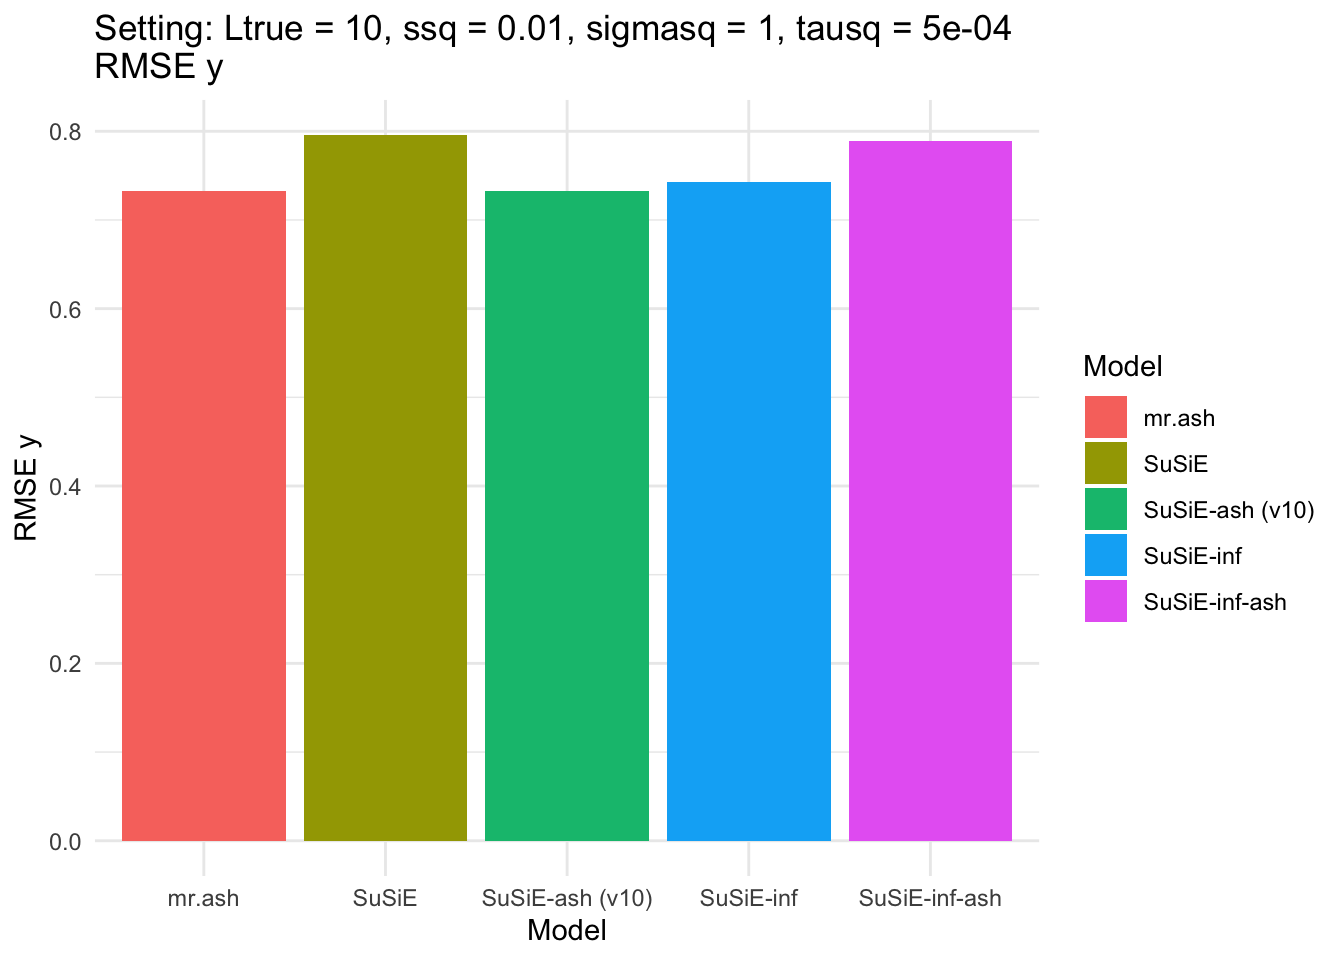 Setting: Ltrue = 10, ssq = 0.01, sigmasq = 1, tausq = 5e-04
RMSE y
0.8
0.6
0.4
0.2
0.0
RMSE y
mr.ash
SuSiE
SuSiE-ash (v10)
SuSiE-inf
SuSiE-inf-ash
Model
Model
mr.ash
SuSiE
SuSiE-ash (v10)
SuSiE-inf
SuSiE-inf-ash